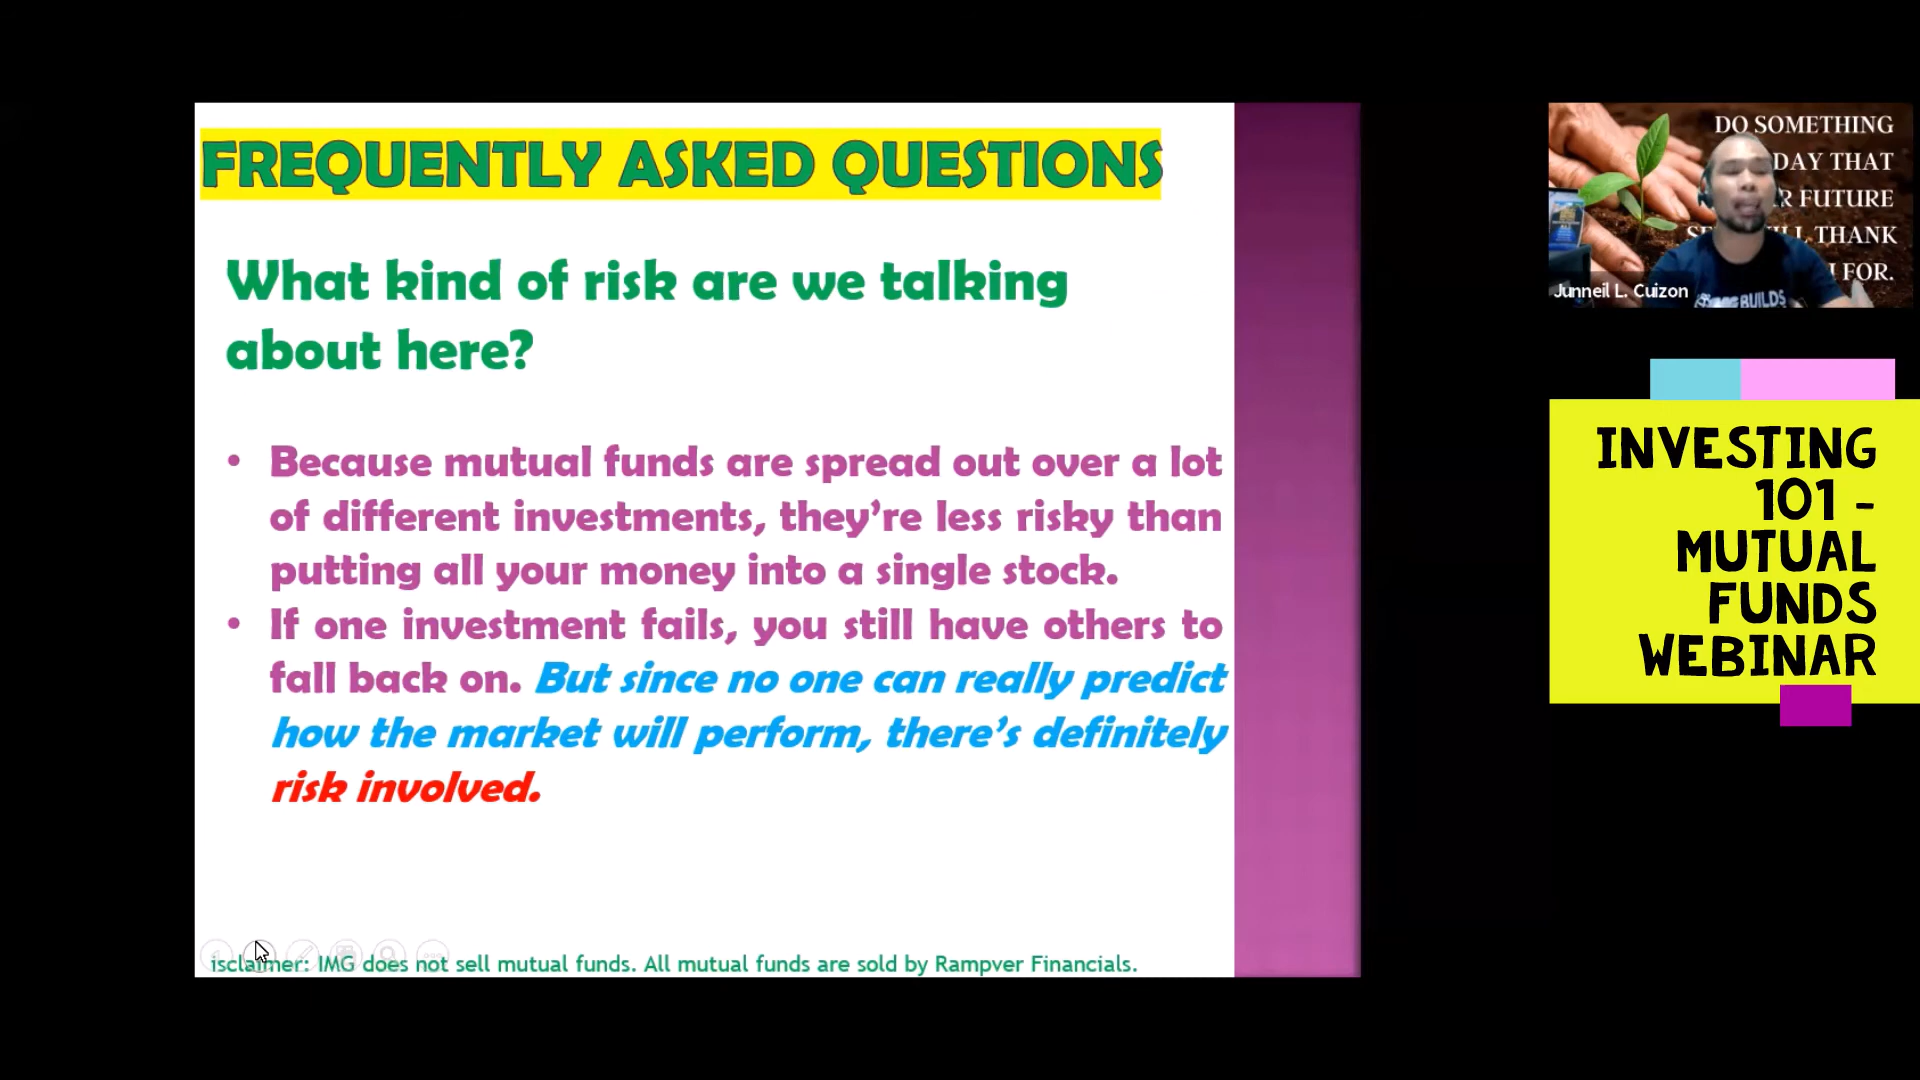 FREQUENTLY ASKED QUESTIONS
What kind of risk are we talking
about here?
• Because mutual funds are spread out over a lot
of different investments, they're less risky than
putting all your money into a single stock.
• If one investment fails, you still have others to
fall back on. But since no one can really predict
how the market will perform, there's definitely
risk involved.
isclaimer: IMG does not sell mutual funds. All mutual funds are sold by Rampver Financials.
DO SOMETHING
DAY THAT
FUTURE
THANK
FOR.
Junneil L. Cuizon
BUILDS
INVESTING
101 -
MUTUAL
FUNDS
WEBINAR